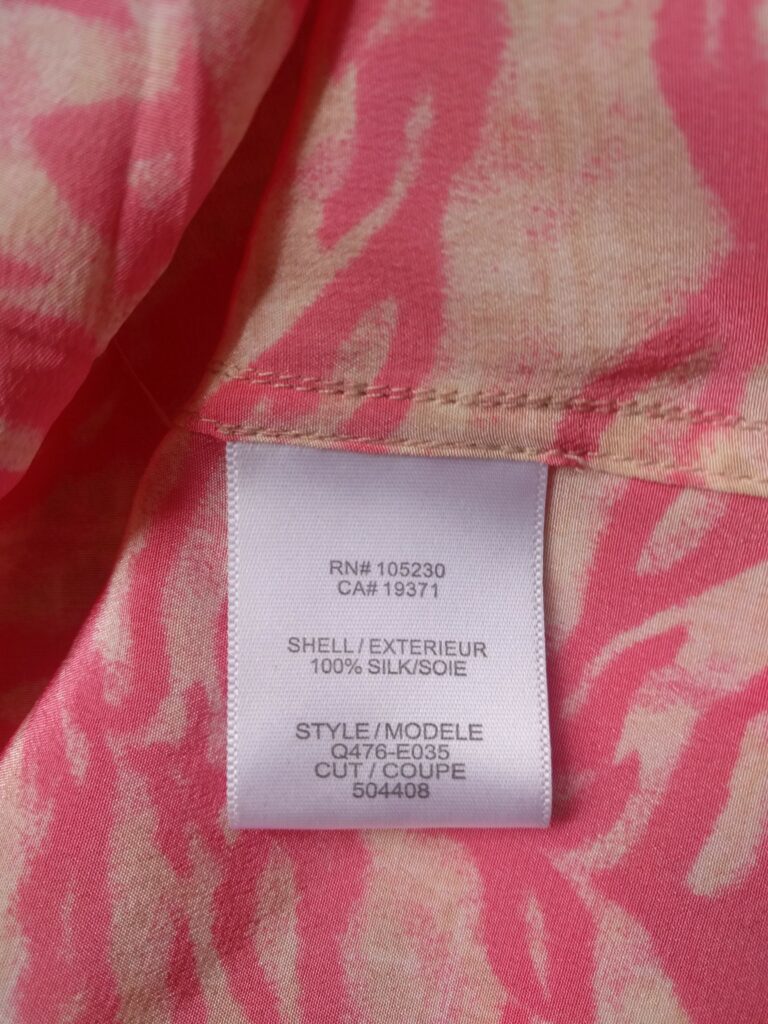 RN# 105230
CA# 19371
SHELL / EXTERIEUR
100% SILK/SOIE
STYLE / MODELE
Q476-E035
CUT / COUPE
504408